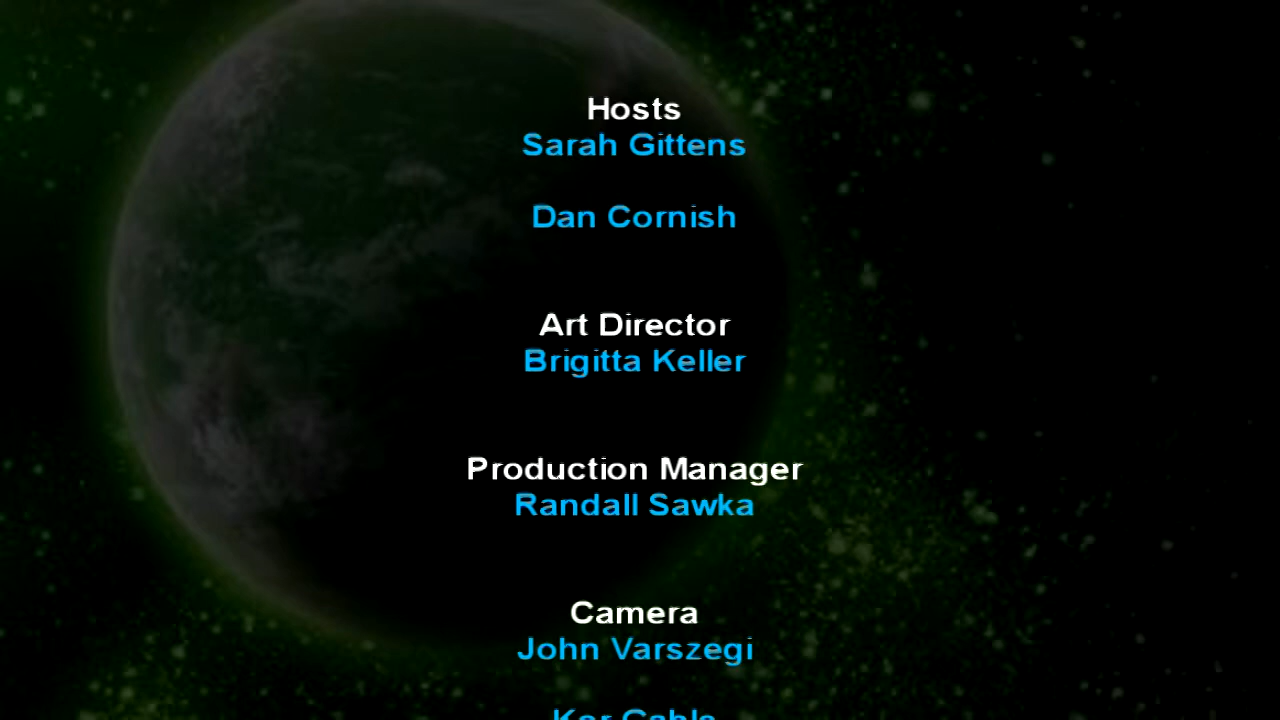 Hosts
Sarah Gittens
Dan Cornish
Art Director
Brigitta Keller
Production Manager
Randall Sawka
Camera
John Varszegi